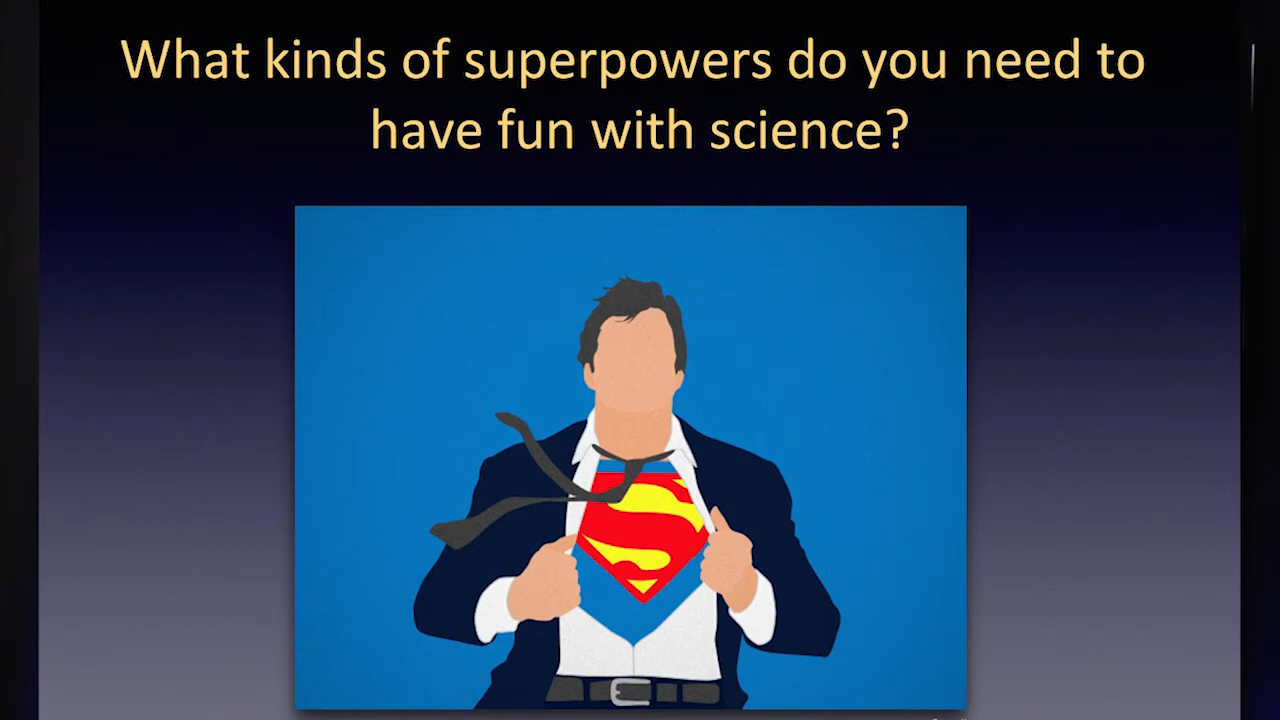 What kinds of superpowers do you need to
have fun with science?